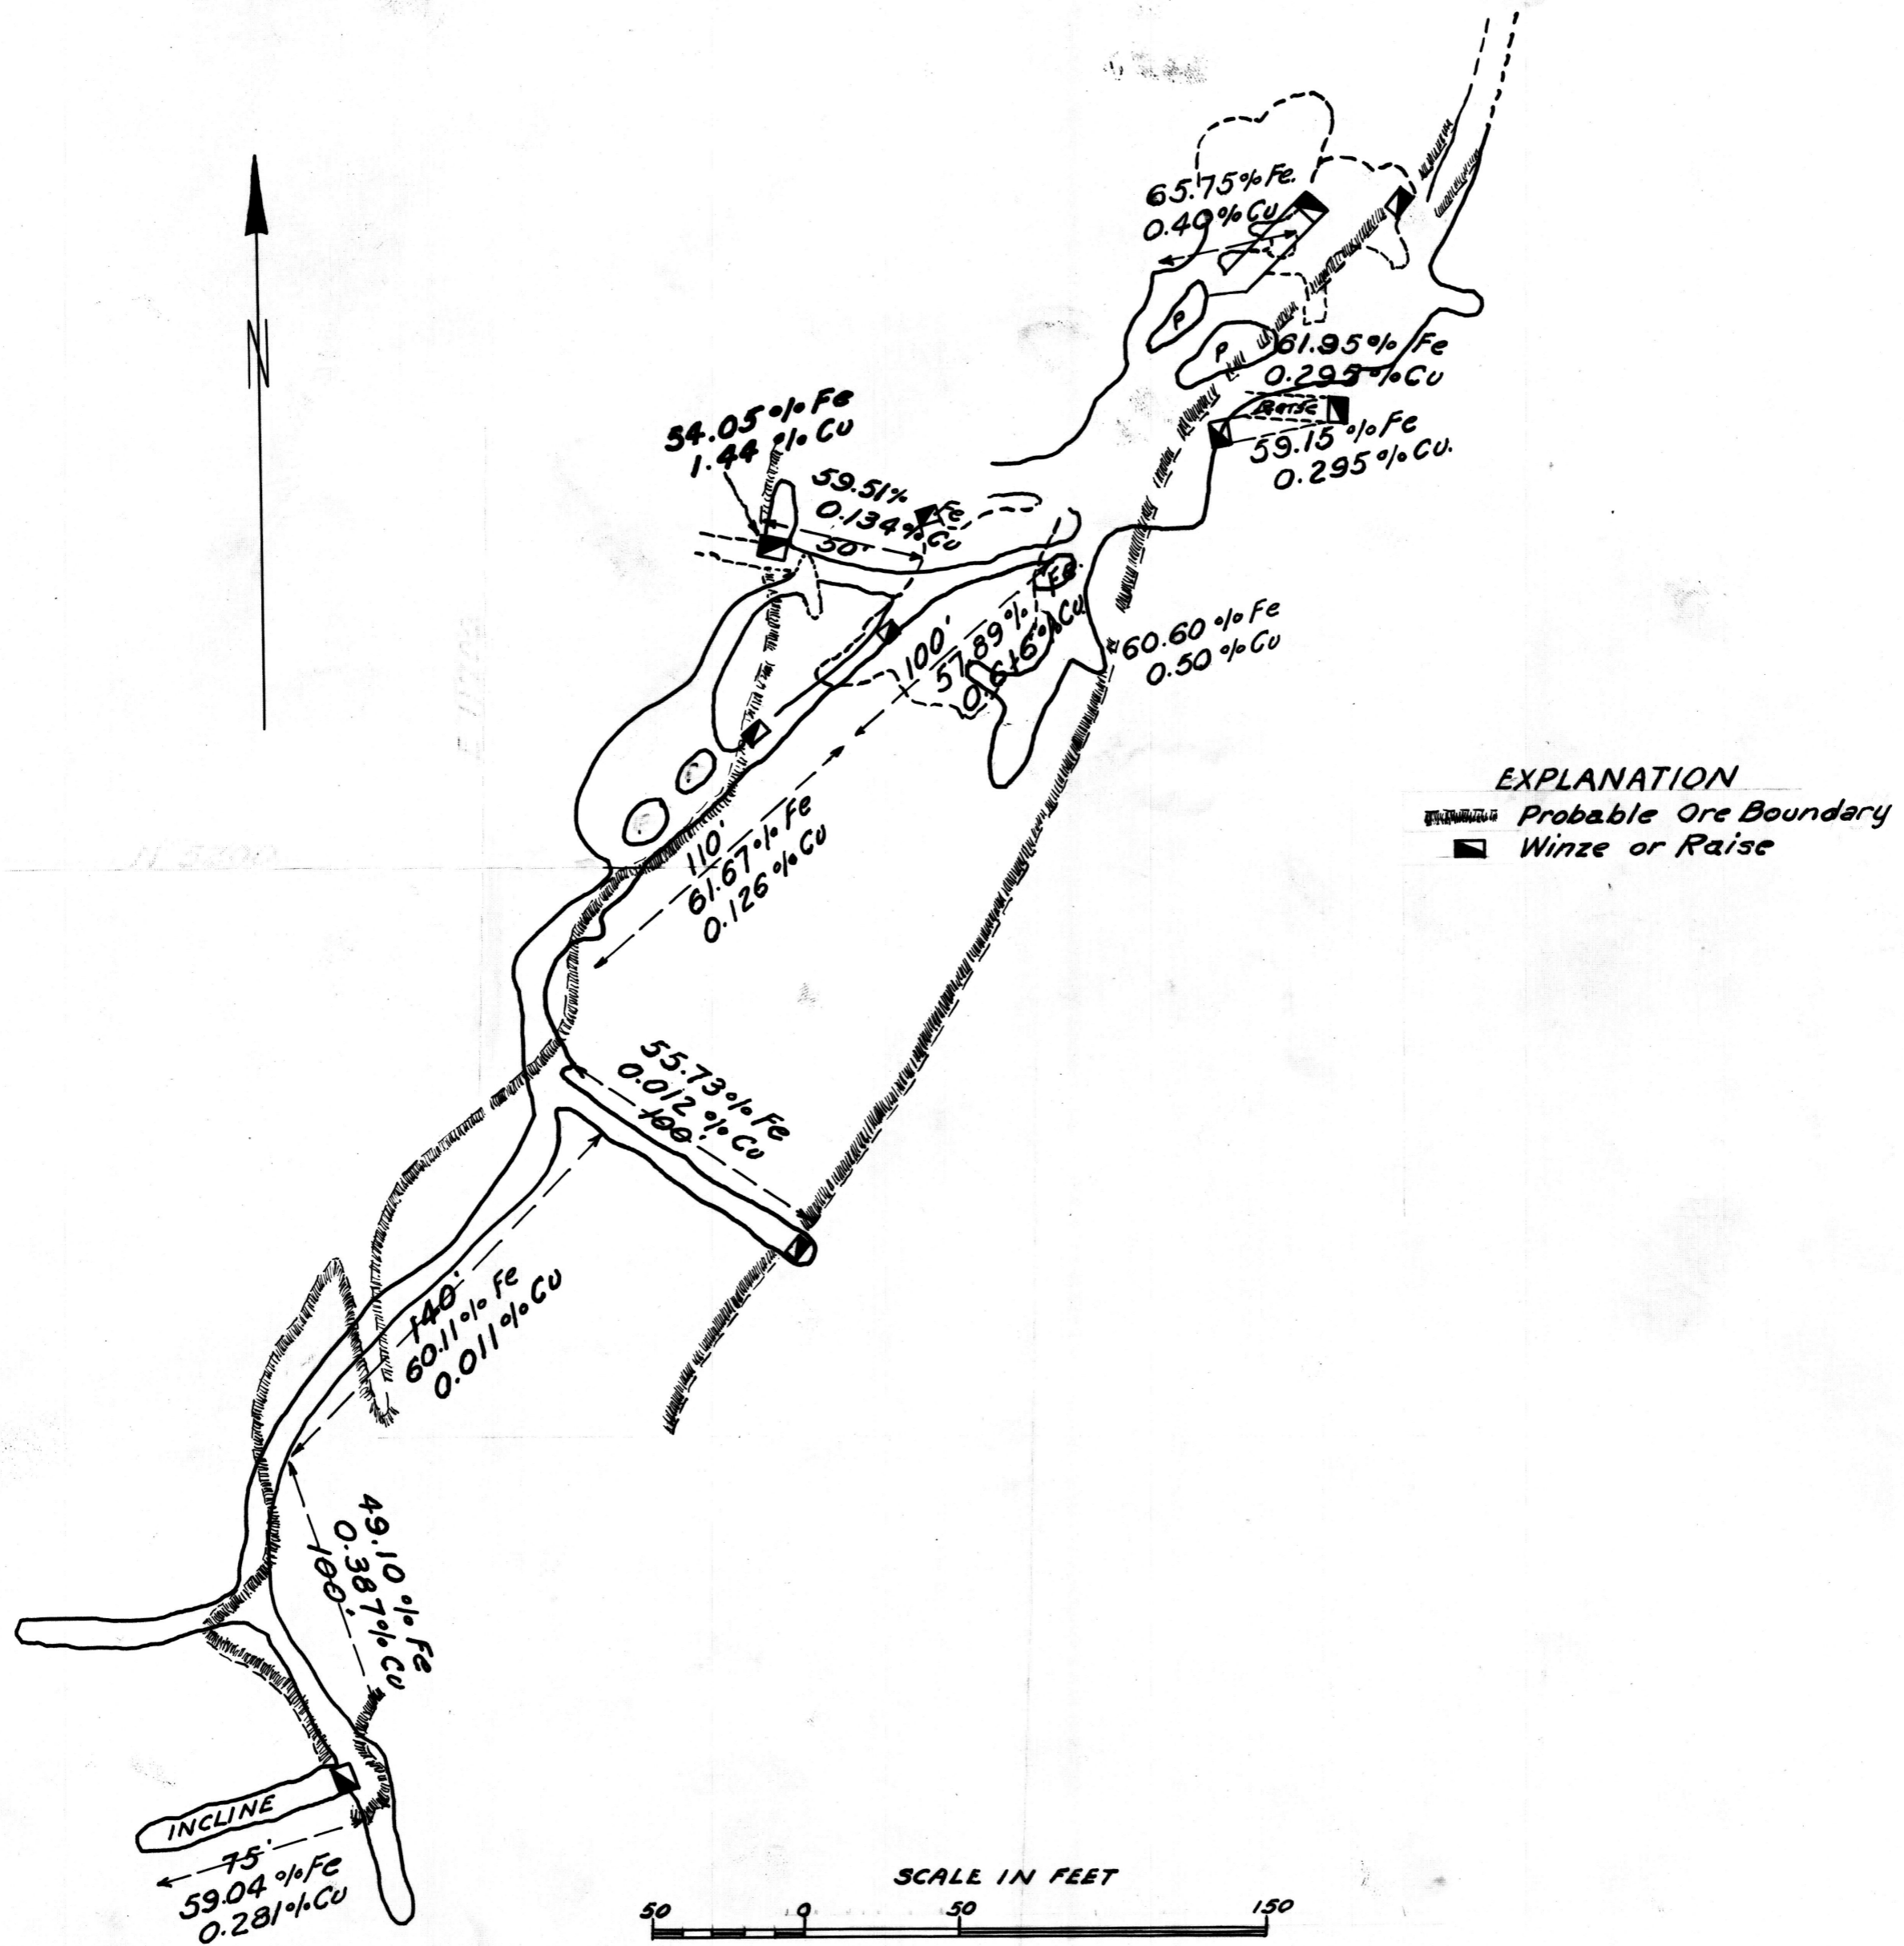 65.75% Fe.
0.40% Cu
N
P
P
61.95% Fe
0.295% Cu
54.05% Fe
1.44% Cu
59.15% Fe
0.295% Cu.
59.51% Fe
0.134% Cu
50'
100'
57.89% Fe.
0.616% Cu.
60.60% Fe
0.50% Cu
EXPLANATION
Probable Ore Boundary
Winze or Raise
110'
61.67% Fe
0.126% Cu
55.73% Fe
0.012% Cu
100'
140'
60.11% Fe
0.011% Cu
49.10% Fe
0.387% Cu
100'
INCLINE
75'
59.04% Fe
0.281% Cu
SCALE IN FEET
50 0 50 150